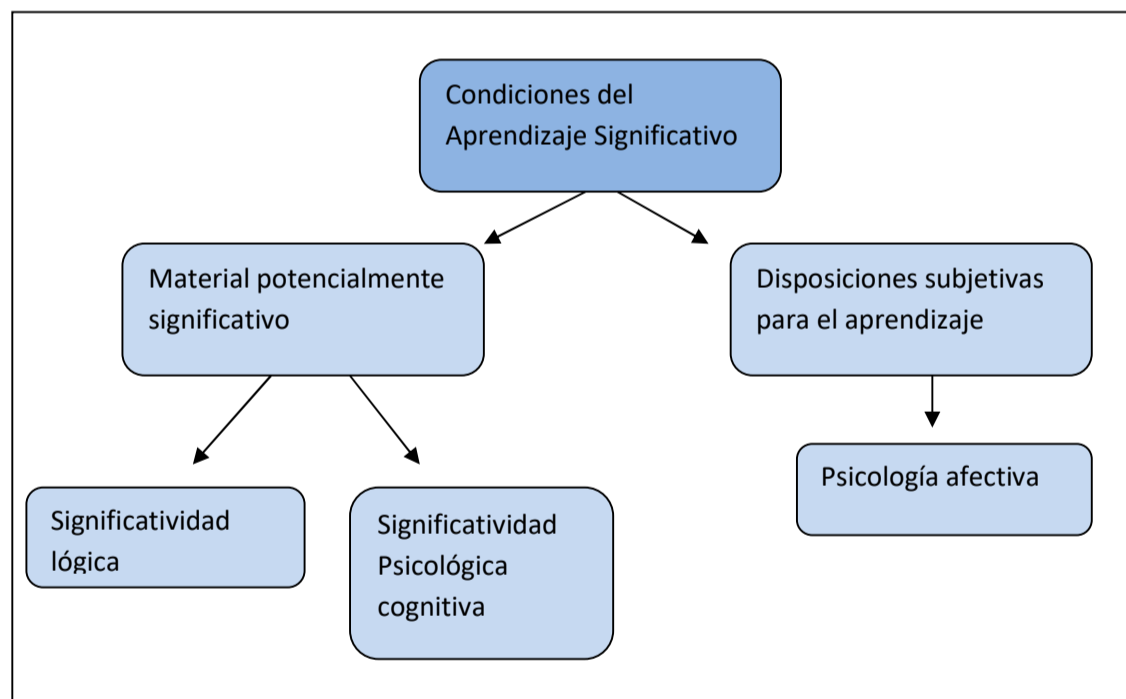 Condiciones del
Aprendizaje Significativo
Material potencialmente
significativo
Disposiciones subjetivas
para el aprendizaje
Significatividad
lógica
Significatividad
Psicológica
cognitiva
Psicología afectiva